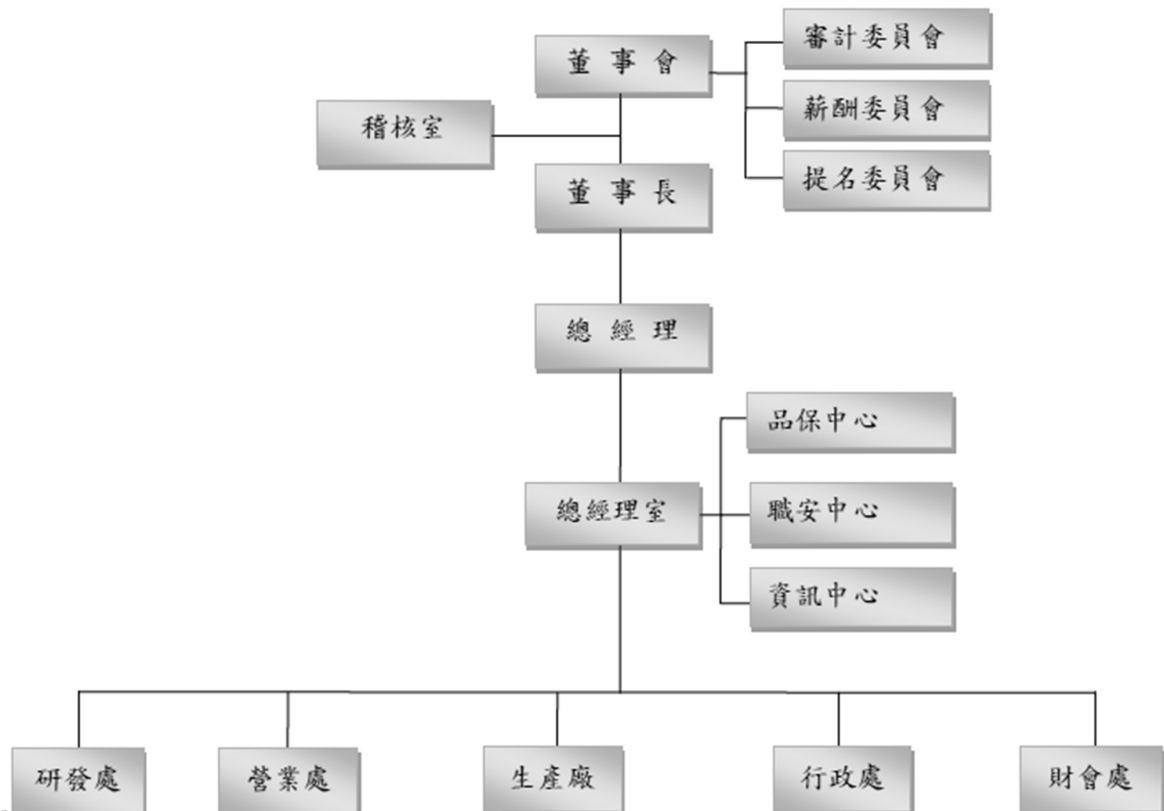 董事會
審計委員會
薪酬委員會
提名委員會
稽核室
董事長
總經理
總經理室
品保中心
職安中心
資訊中心
研發處
營業處
生產廠
行政處
財會處